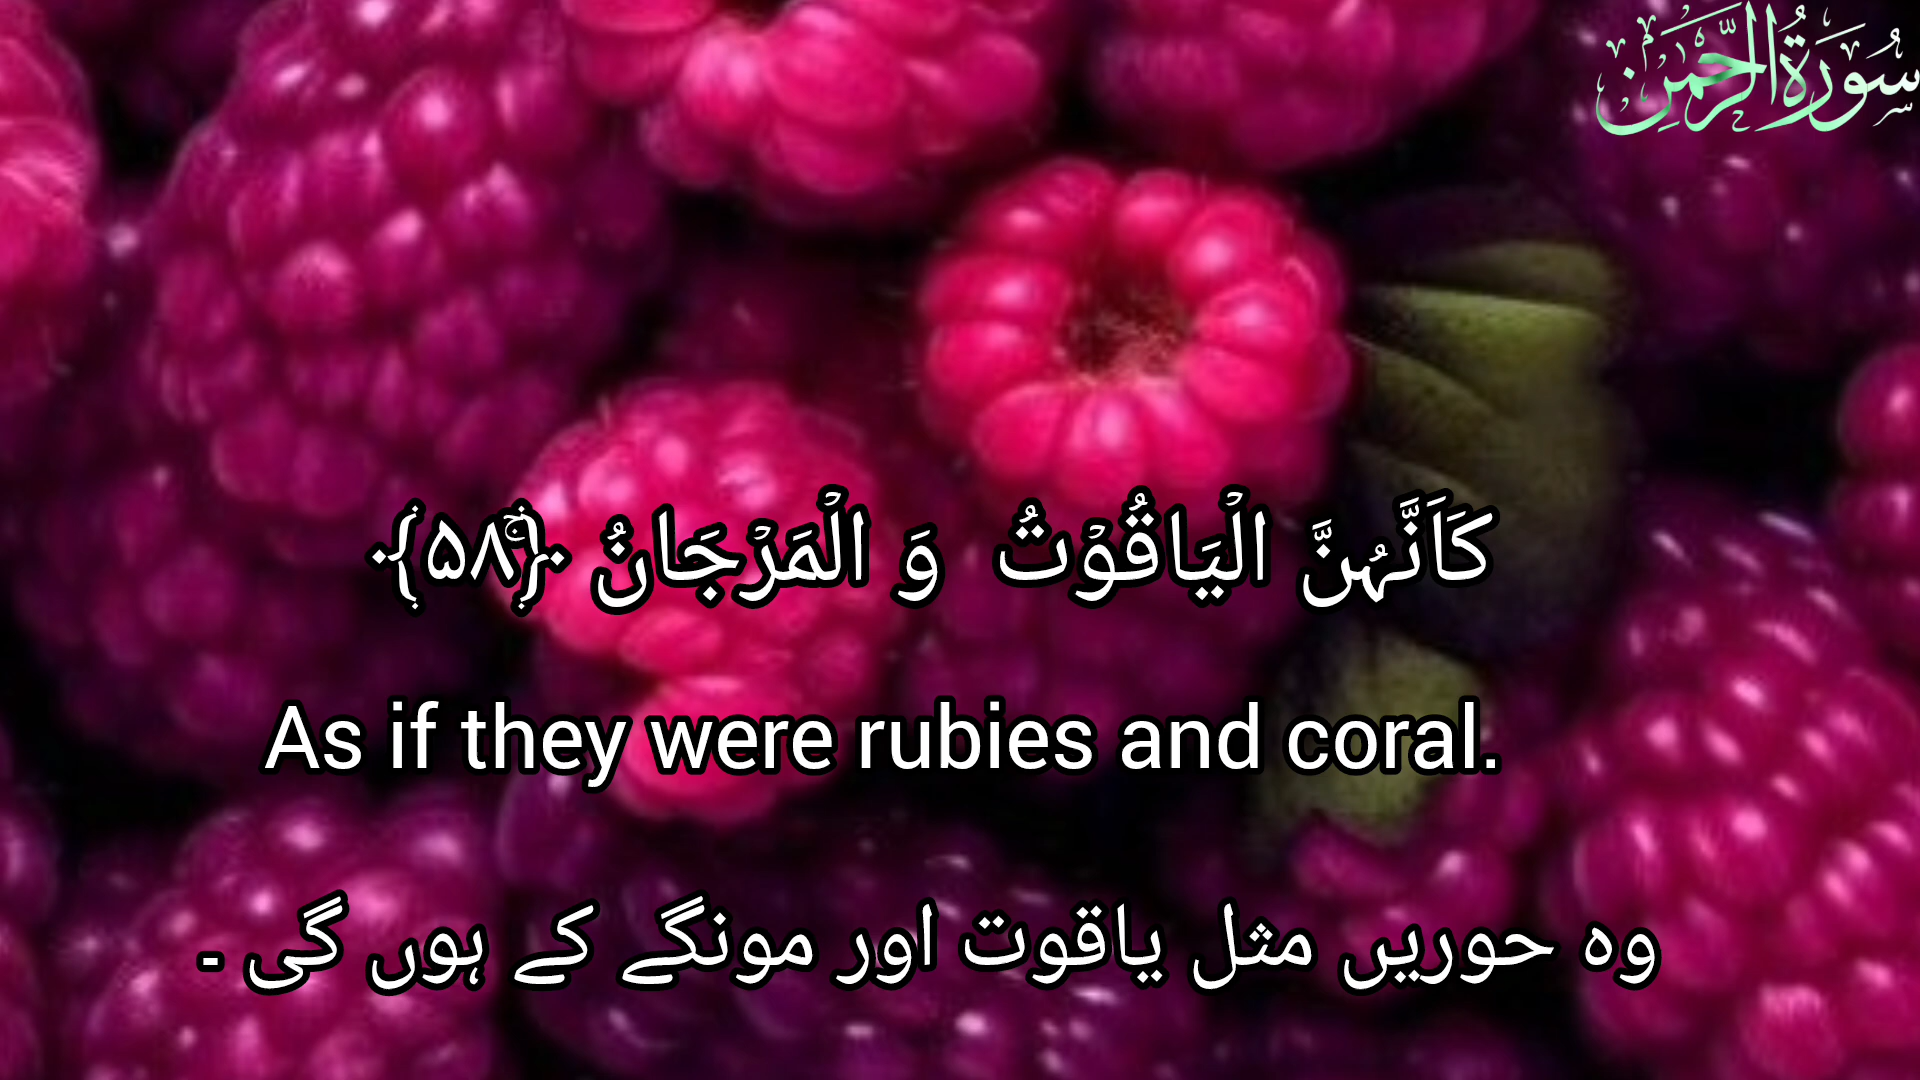 سُورَةُ الرَّحْمٰنِ
کَاَنَّہُنَّ الْیَاقُوْتُ وَ الْمَرْجَانُ ﴿ۚ۵۸﴾
As if they were rubies and coral.
وہ حوریں مثل یاقوت اور مونگے کے ہوں گی ۔